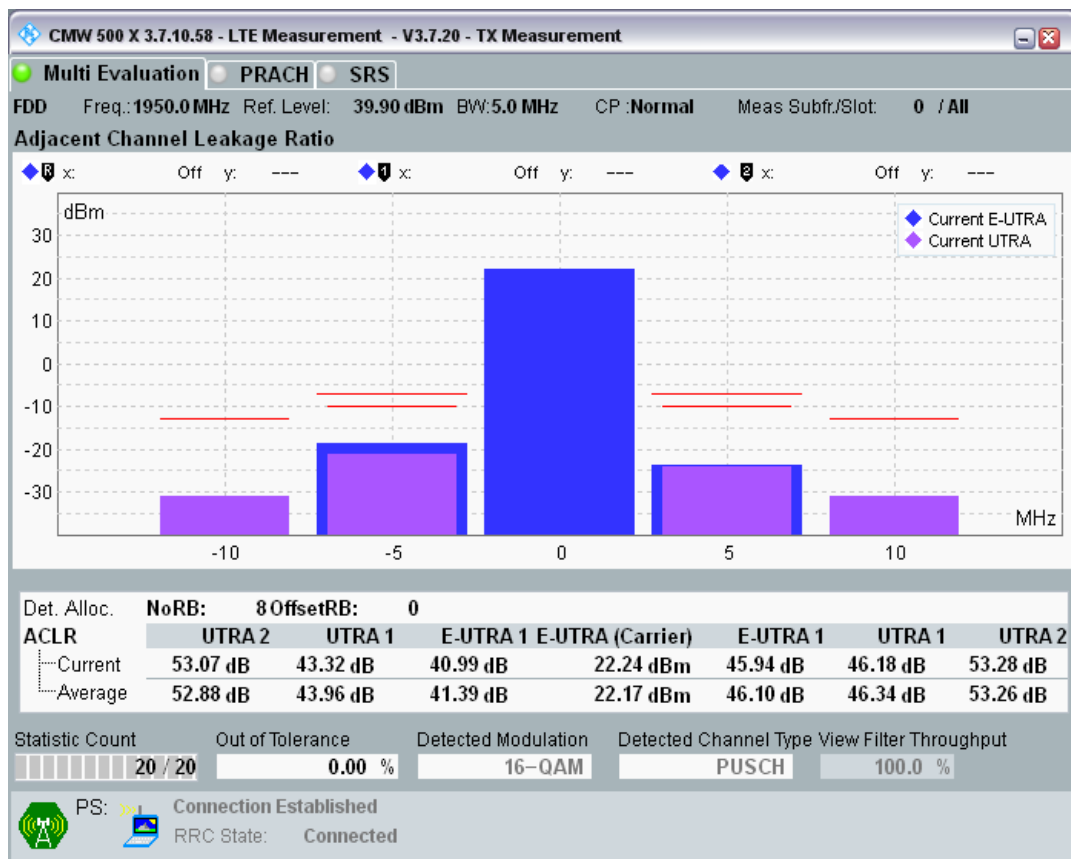 CMW 500 X 3.7.10.58 - LTE Measurement - V3.7.20 - TX Measurement
Multi Evaluation PRACH SRS
FDD Freq.: 1950.0 MHz Ref. Level: 39.90 dBm BW: 5.0 MHz CP : Normal Meas Subfr./Slot: 0 / All
Adjacent Channel Leakage Ratio
R x: Off y: --- 1 x: Off y: --- 2 x: Off y: ---
dBm
Current E-UTRA
Current UTRA
30
20
10
0
-10
-20
-30
MHz
-10 -5 0 5 10
Det. Alloc. NoRB: 8 OffsetRB: 0
ACLR UTRA 2 UTRA 1 E-UTRA 1 E-UTRA (Carrier) E-UTRA 1 UTRA 1 UTRA 2
Current 53.07 dB 43.32 dB 40.99 dB 22.24 dBm 45.94 dB 46.18 dB 53.28 dB
Average 52.88 dB 43.96 dB 41.39 dB 22.17 dBm 46.10 dB 46.34 dB 53.26 dB
Statistic Count Out of Tolerance Detected Modulation Detected Channel Type View Filter Throughput
20 / 20 0.00 % 16-QAM PUSCH 100.0 %
PS: Connection Established
RRC State: Connected